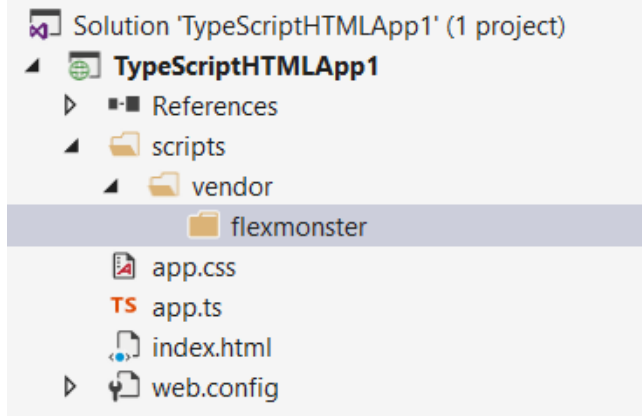 Solution 'TypeScriptHTMLApp1' (1 project)
TypeScriptHTMLApp1
References
scripts
vendor
flexmonster
app.css
TS app.ts
index.html
web.config